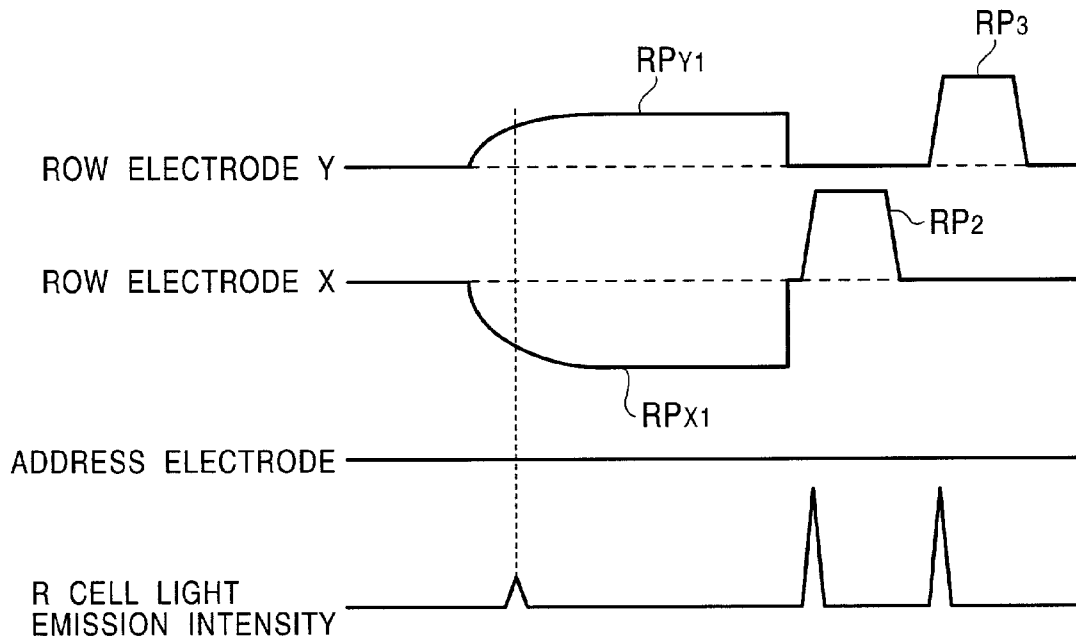 RP3
RPY1
ROW ELECTRODE Y
RP2
ROW ELECTRODE X
RPX1
ADDRESS ELECTRODE
R CELL LIGHT
EMISSION INTENSITY